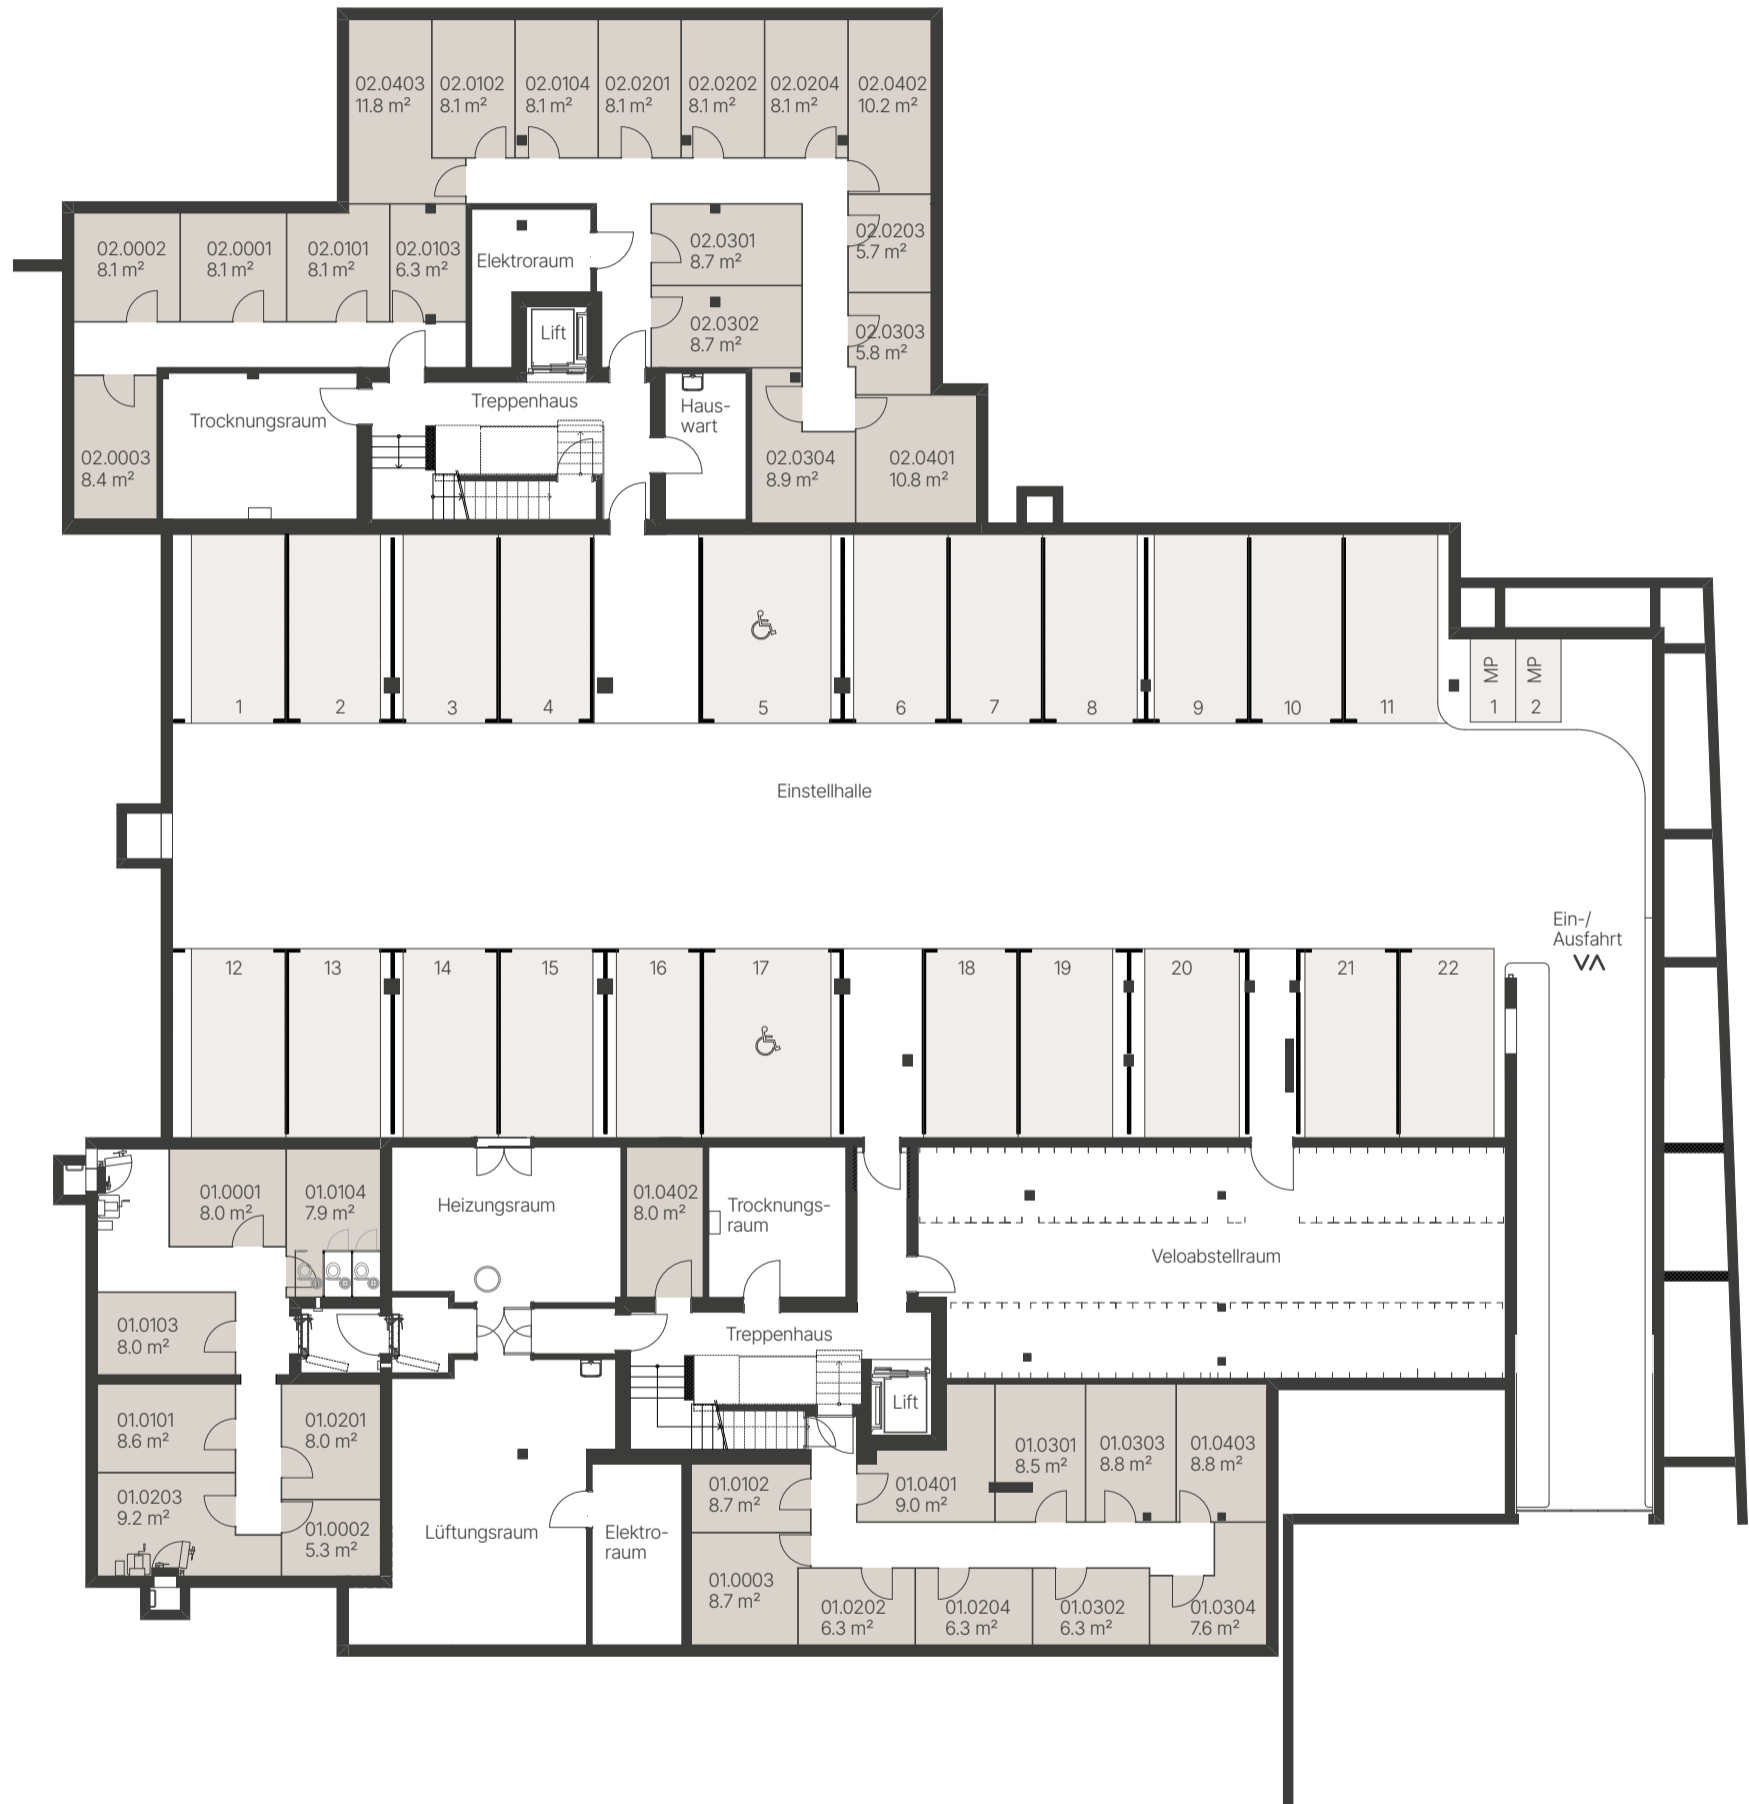 02.0403
11.8 m²
02.0102
8.1 m²
02.0104
8.1 m²
02.0201
8.1 m²
02.0202
8.1 m²
02.0204
8.1 m²
02.0402
10.2 m²
02.0002
8.1 m²
02.0001
8.1 m²
02.0101
8.1 m²
02.0103
6.3 m²
Elektroraum
02.0301
8.7 m²
02.0203
5.7 m²
Lift
02.0302
8.7 m²
02.0303
5.8 m²
Trocknungsraum
Treppenhaus
Haus-
wart
02.0003
8.4 m²
02.0304
8.9 m²
02.0401
10.8 m²
1
2
3
4
5
6
7
8
9
10
11
MP
1
MP
2
Einstellhalle
Ein-/
Ausfahrt
12
13
14
15
16
17
18
19
20
21
22
01.0001
8.0 m²
01.0104
7.9 m²
Heizungsraum
01.0402
8.0 m²
Trocknungs-
raum
Veloabstellraum
01.0103
8.0 m²
Treppenhaus
Lift
01.0101
8.6 m²
01.0201
8.0 m²
01.0203
9.2 m²
01.0002
5.3 m²
Lüftungsraum
Elektro-
raum
01.0102
8.7 m²
01.0401
9.0 m²
01.0301
8.5 m²
01.0303
8.8 m²
01.0403
8.8 m²
01.0003
8.7 m²
01.0202
6.3 m²
01.0204
6.3 m²
01.0302
6.3 m²
01.0304
7.6 m²